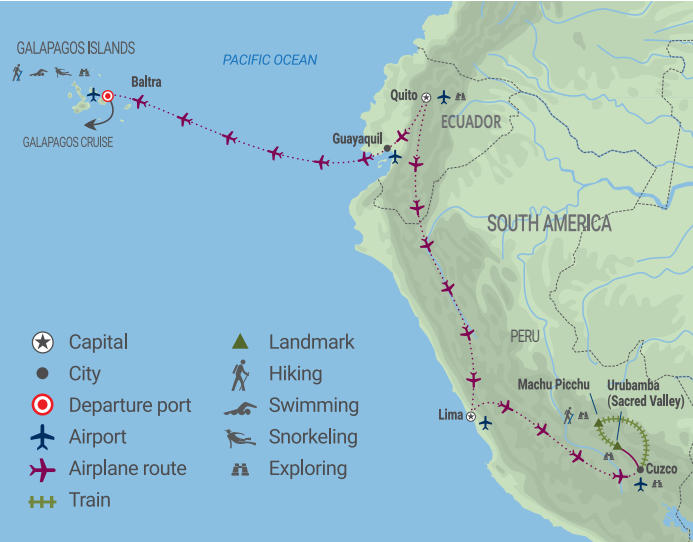 GALAPAGOS ISLANDS
PACIFIC OCEAN
Baltra
GALAPAGOS CRUISE
Quito
ECUADOR
Guayaquil
SOUTH AMERICA
PERU
Machu Picchu
Urubamba
(Sacred Valley)
Lima
Cuzco
Capital
City
Departure port
Airport
Airplane route
Train
Landmark
Hiking
Swimming
Snorkeling
Exploring